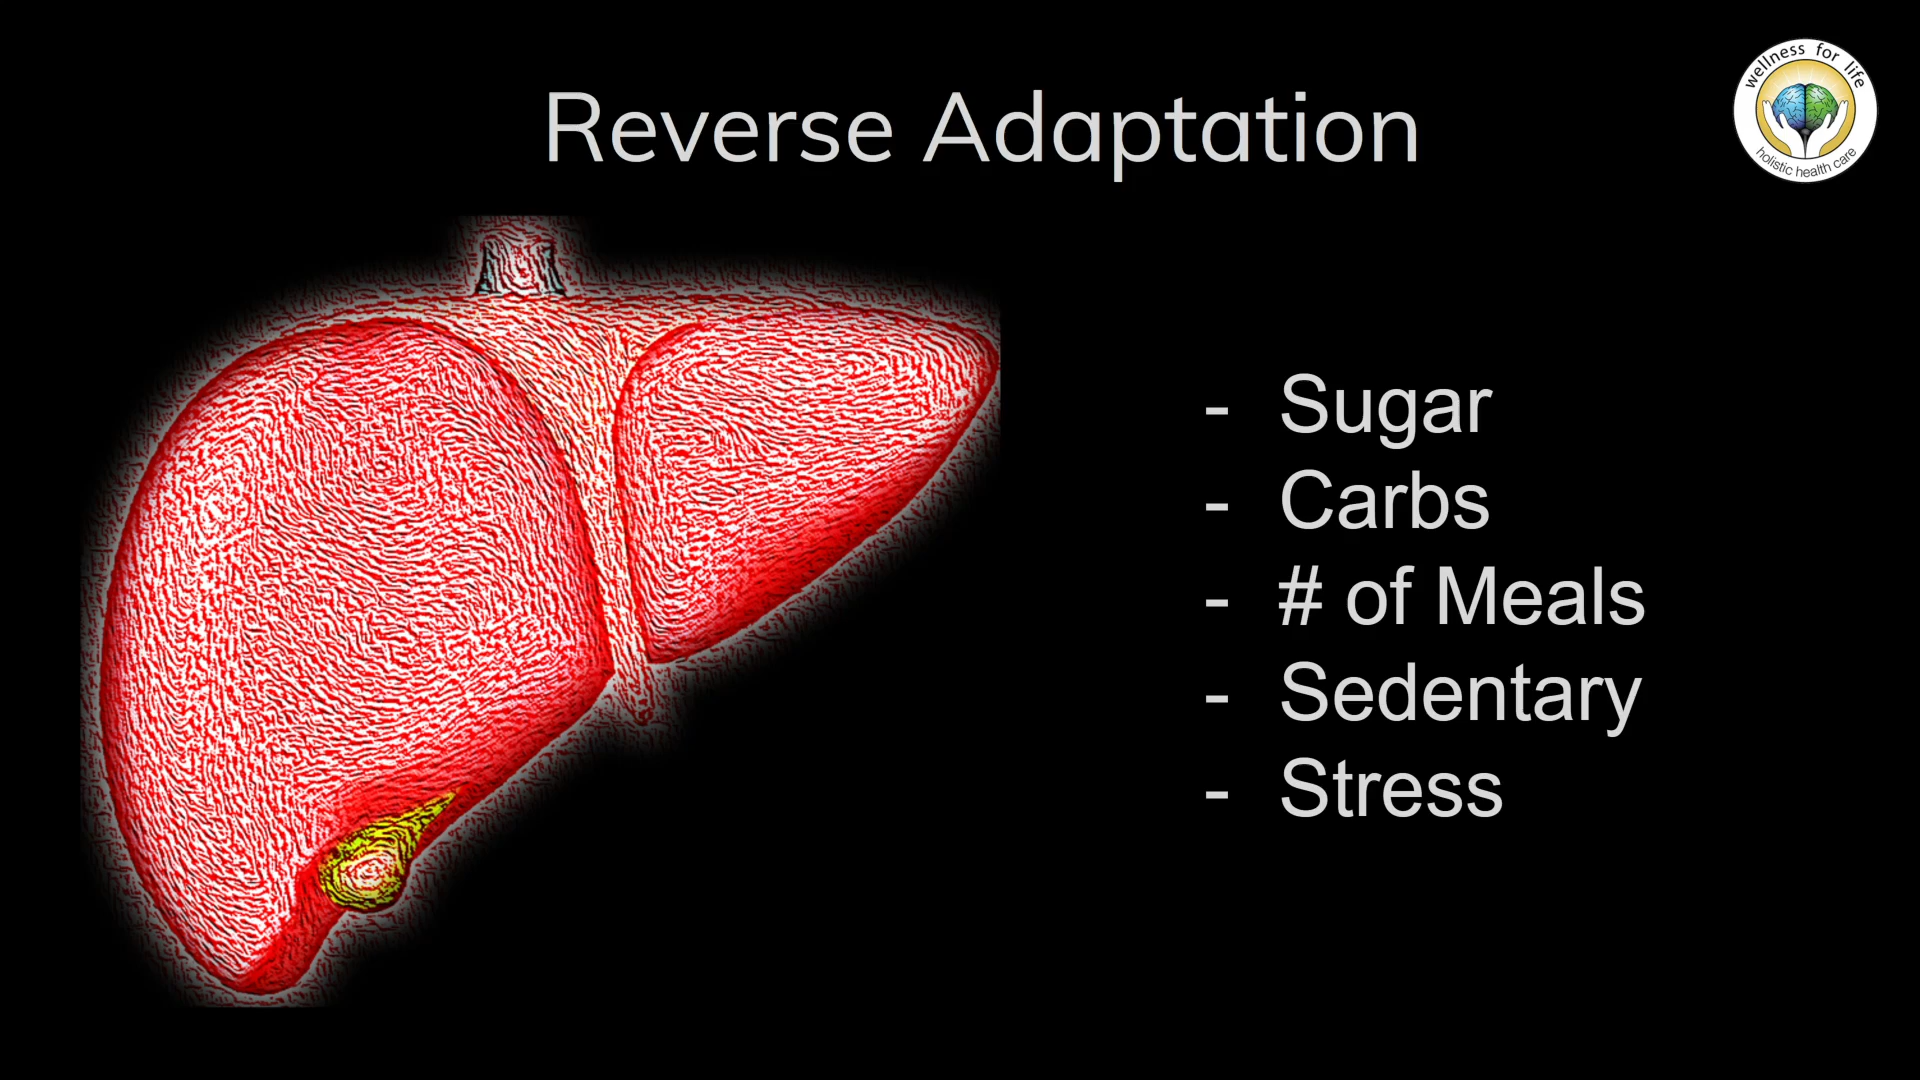 Reverse Adaptation
wellness for life
holistic health care
- Sugar
- Carbs
- # of Meals
- Sedentary
- Stress